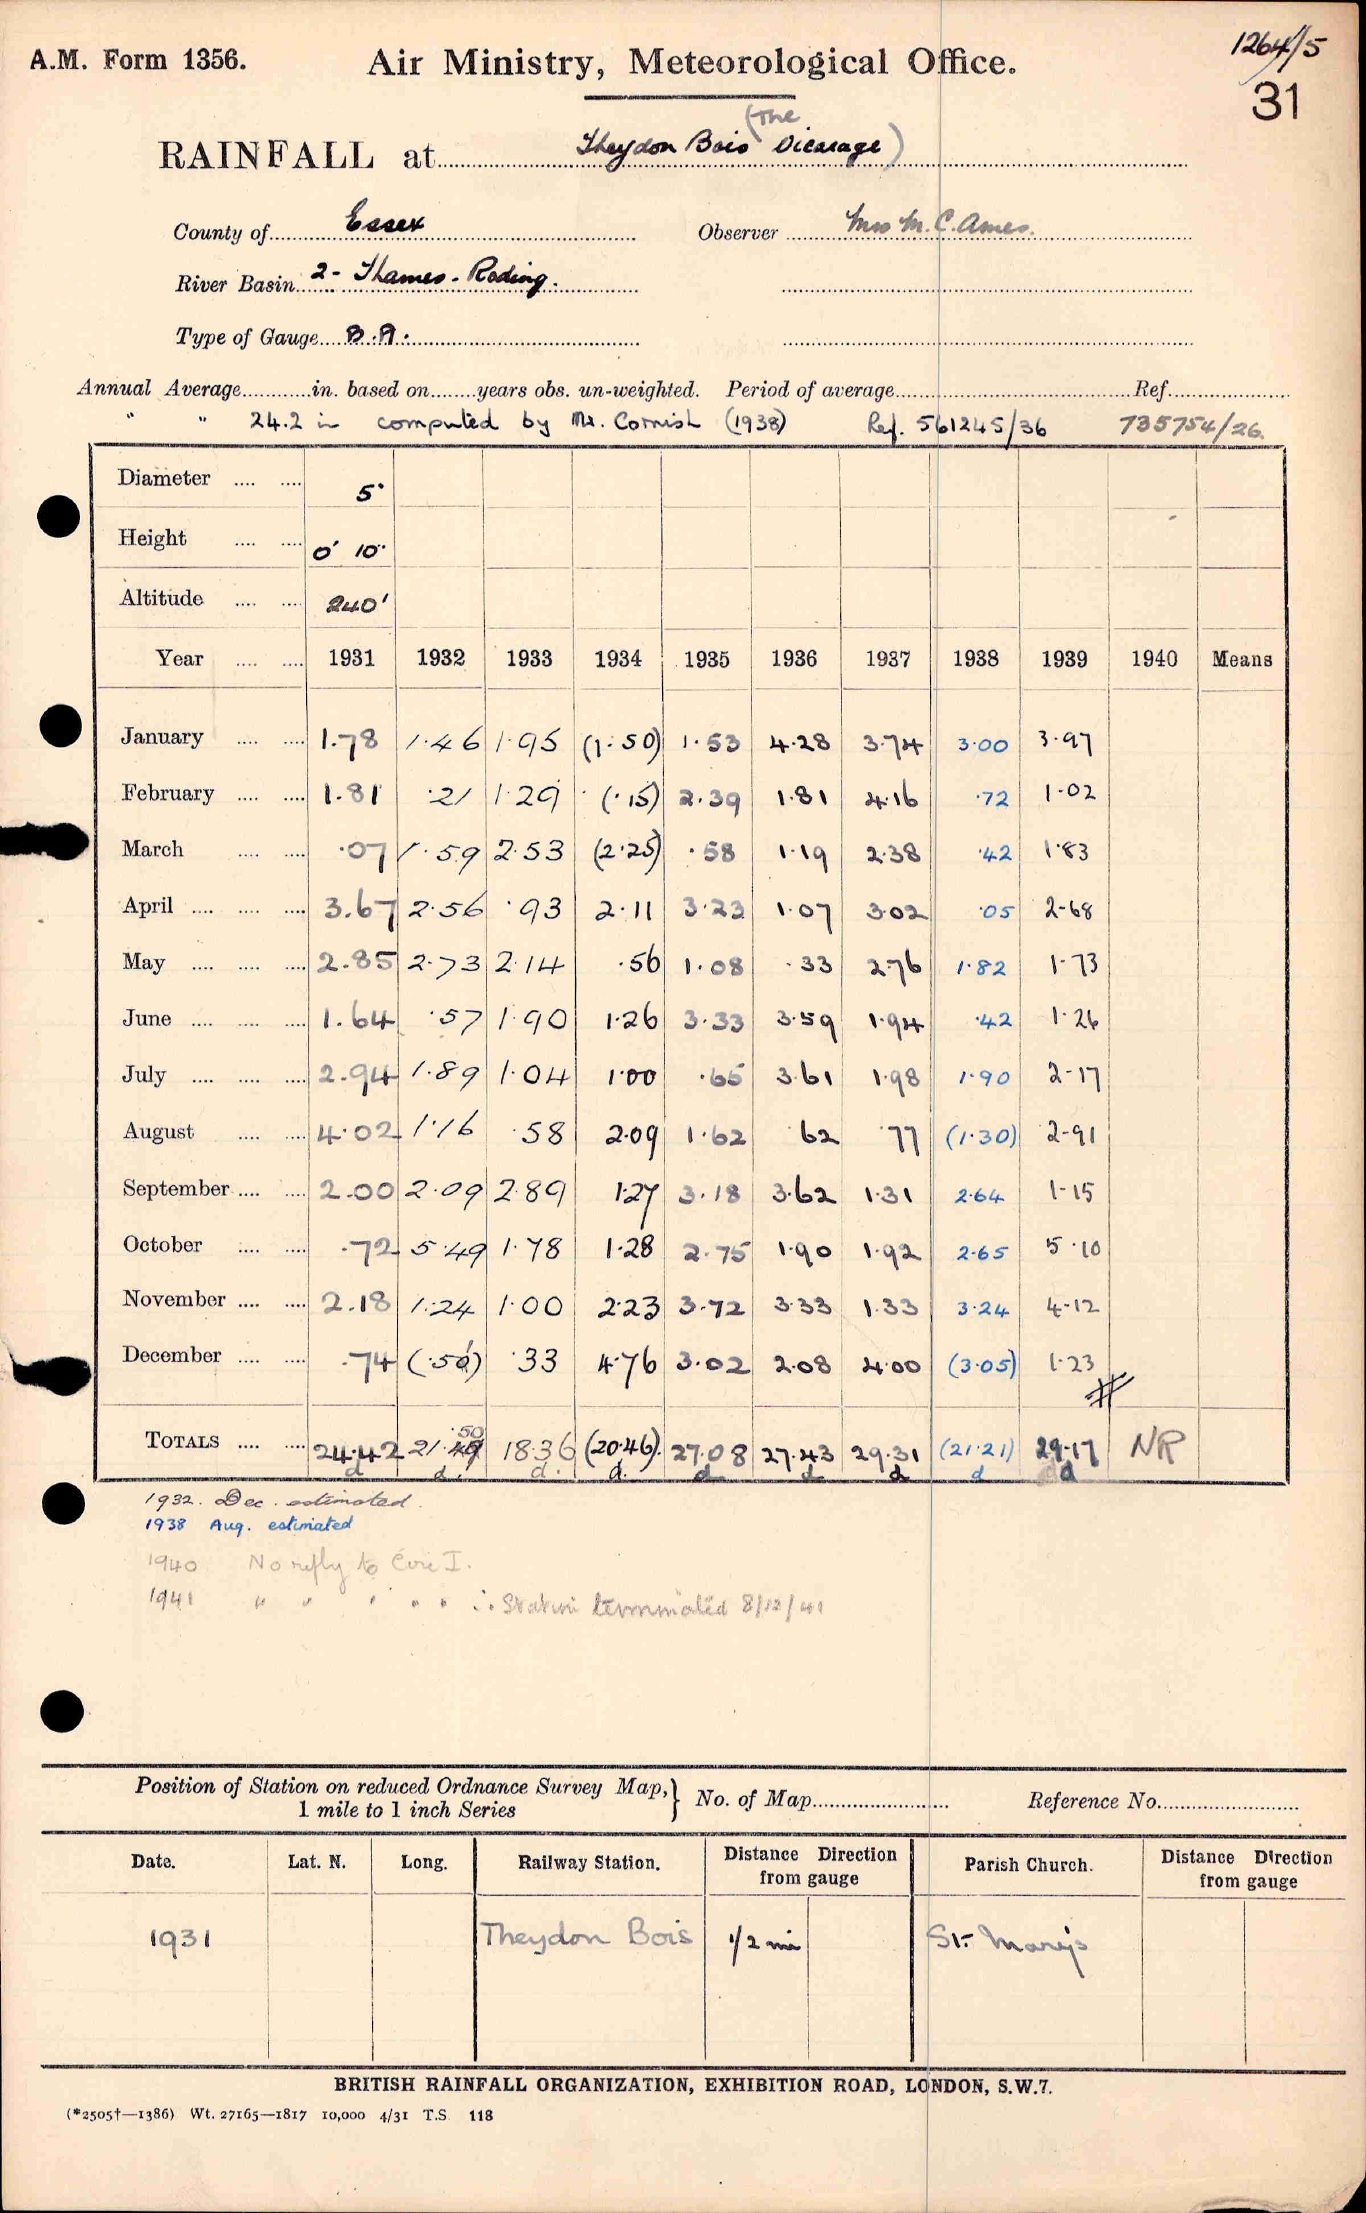 A.M. Form 1356. Air Ministry, Meteorological Office. 1264/5
31
RAINFALL at Theydon Bois (The Vicarage)
County of Essex Observer Mrs M. C. Ames.
River Basin 2- Thames - Roding.
Type of Gauge B.R.
Annual Average in. based on years obs. un-weighted. Period of average Ref.
" " 24.2 in computed by Mr. Cornish (1938) Ref. 561245/36 735754/26.
Diameter 5"
Height 0' 10"
Altitude 240'
Year 1931 1932 1933 1934 1935 1936 1937 1938 1939 1940 Means
January 1.78 1.46 1.95 (1.50) 1.53 4.28 3.74 3.00 3.97
February 1.81 .21 1.29 (.15) 2.39 1.81 4.16 .72 1.02
March .07 1.59 2.53 (2.25) .58 1.19 2.38 .42 1.83
April 3.67 2.56 .93 2.11 3.23 1.07 3.02 .05 2.68
May 2.85 2.73 2.14 .56 1.08 .33 2.76 1.82 1.73
June 1.64 .57 1.90 1.26 3.33 3.59 1.94 .42 1.26
July 2.94 1.89 1.04 1.00 .65 3.61 1.98 1.90 2.17
August 4.02 1.16 .58 2.09 1.62 .62 .77 (1.30) 2.91
September 2.00 2.09 2.89 1.27 3.18 3.62 1.31 2.64 1.15
October .72 5.49 1.78 1.28 2.75 1.90 1.92 2.65 5.10
November 2.18 1.24 1.00 2.23 3.72 3.33 1.33 3.24 4.12
December .74 (.51) .33 4.76 3.02 2.08 4.00 (3.05) 1.23
TOTALS 24.42 21.50 18.36 (20.46) 27.08 27.43 29.31 (21.21) 29.17 NR
d d. d. d. d d d d d
1932. Dec. estimated.
1938 Aug. estimated
1940 No reply to Circ I.
1941 " " " " " ∴ Station terminated 8/12/41
Position of Station on reduced Ordnance Survey Map, 1 mile to 1 inch Series } No. of Map Reference No.
Date. Lat. N. Long. Railway Station. Distance Direction from gauge Parish Church. Distance Direction from gauge
1931 Theydon Bois 1/2 mi St. Mary's
BRITISH RAINFALL ORGANIZATION, EXHIBITION ROAD, LONDON, S.W.7.
(*2505†—1386) Wt. 27165—1817 10,000 4/31 T.S. 118